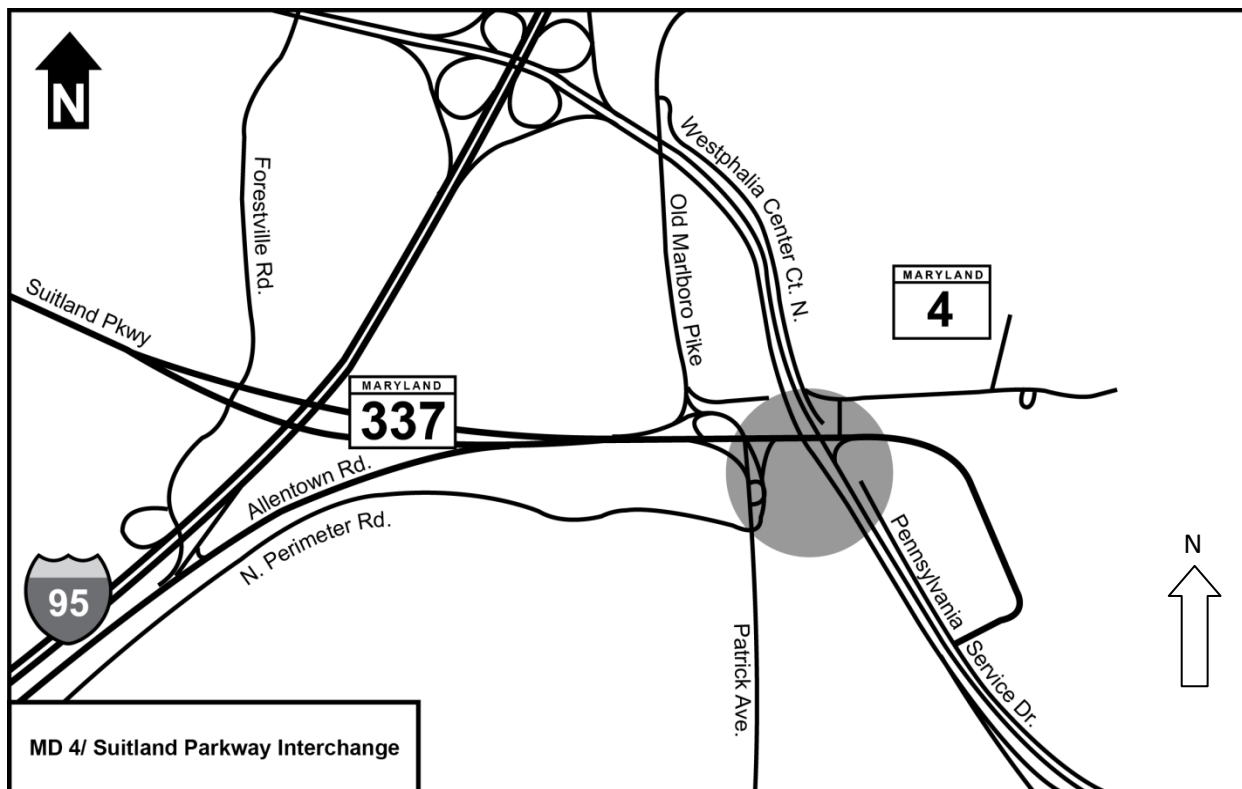 N
Forestville Rd.
Suitland Pkwy
Westphalia Center Ct. N.
Old Marlboro Pike
MARYLAND
4
MARYLAND
337
Allentown Rd.
N. Perimeter Rd.
95
Pennsylvania Service Dr.
Patrick Ave.
N
MD 4/ Suitland Parkway Interchange